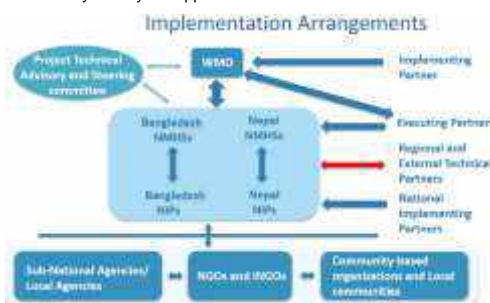 Implementation Arrangements
Project Technical
Advisory and Steering
committee
WMO
Implementing
Partner
Bangladesh
NMHSs
Nepal
NMHSs
Executing Partner
Regional and
External Technical
Partners
Bangladesh
NIPs
Nepal
NIPs
National
Implementing
Partners
Sub-National Agencies/
Local Agencies
NGOs and INGOs
Community-based
organizations and Local
communities